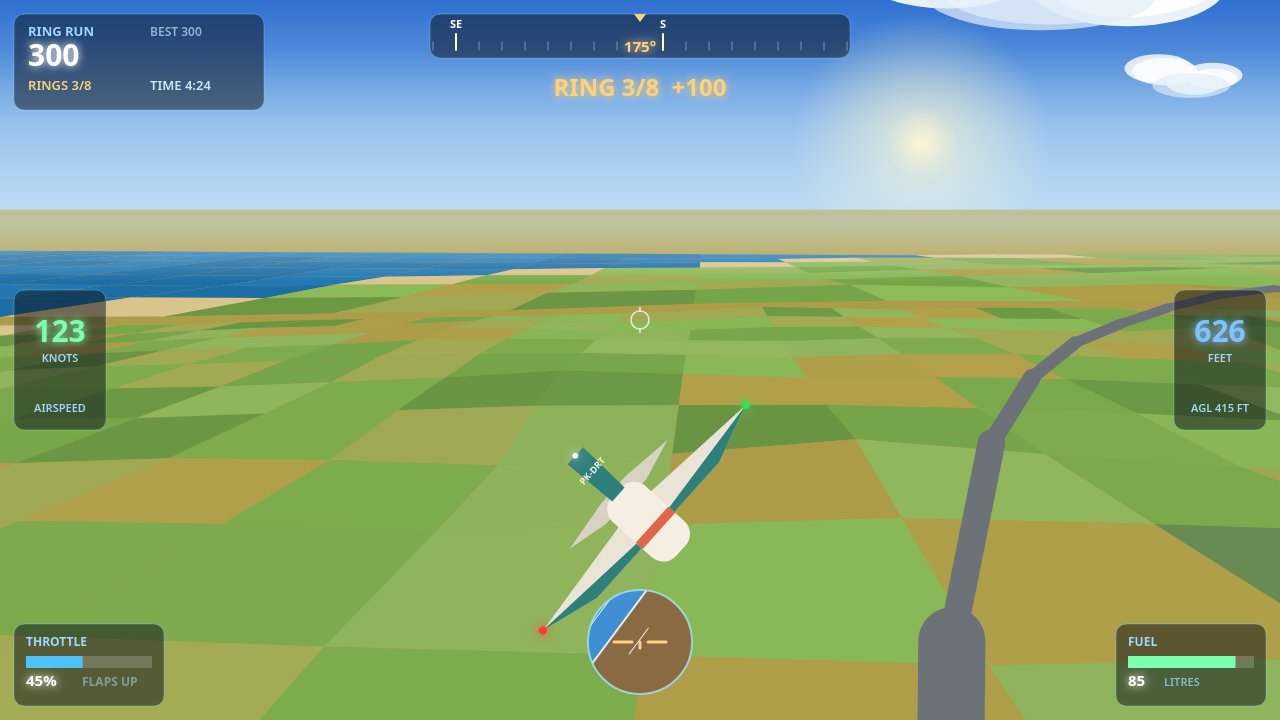 RING RUN
BEST 300
300
RINGS 3/8
TIME 4:24
SE
S
175°
RING 3/8 +100
123
KNOTS
AIRSPEED
626
FEET
AGL 415 FT
PK-DRT
THROTTLE
45%
FLAPS UP
FUEL
85
LITRES